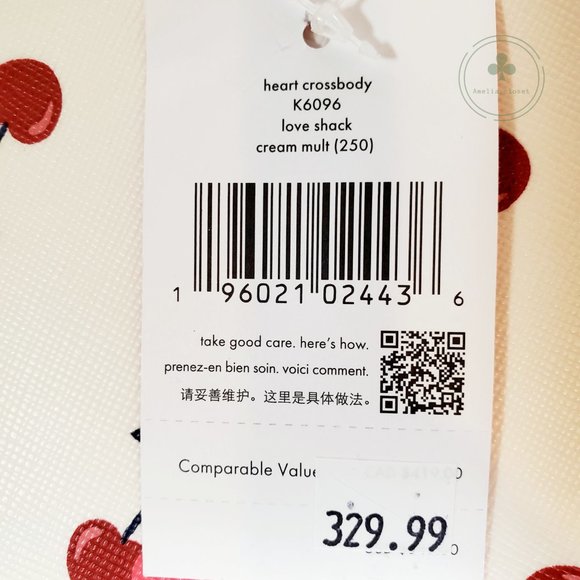 Amelia closet
heart crossbody
K6096
love shack
cream mult (250)
1 96021 02443 6
take good care. here's how.
prenez-en bien soin. voici comment.
请妥善维护。这里是具体做法。
Comparable Value
329.99